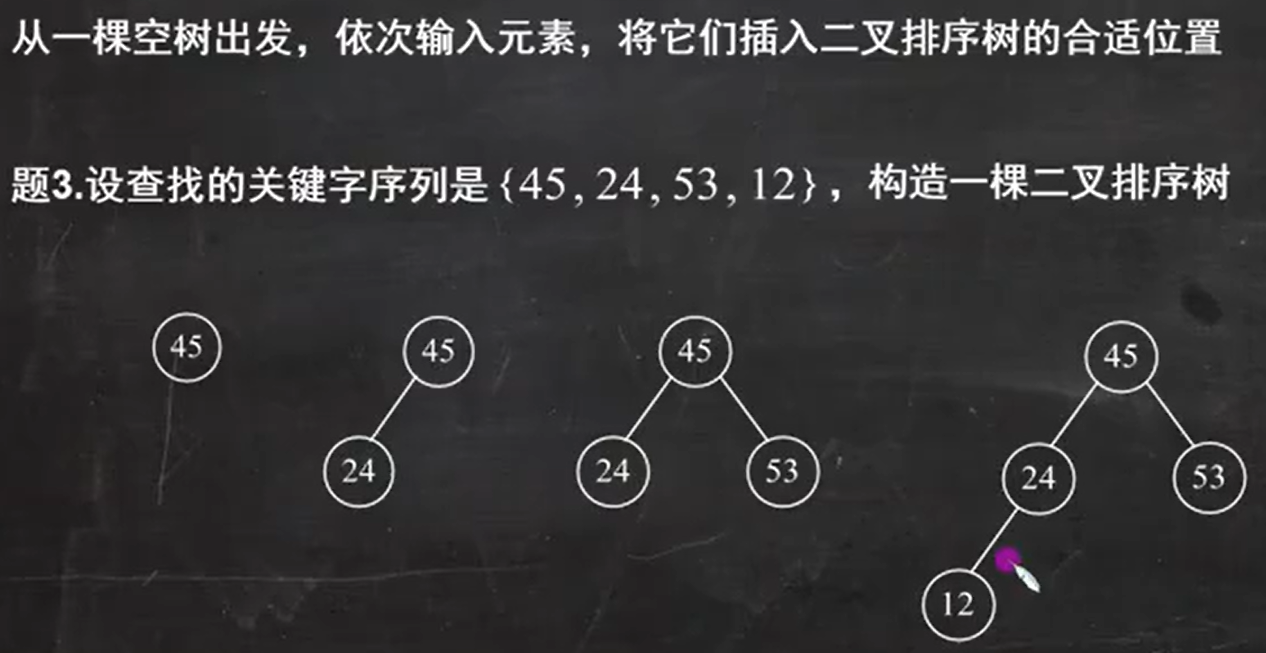 从一棵空树出发，依次输入元素，将它们插入二叉排序树的合适位置
题3.设查找的关键字序列是{45, 24, 53, 12}，构造一棵二叉排序树
45 45 45 45
24 24 53 24 53
12